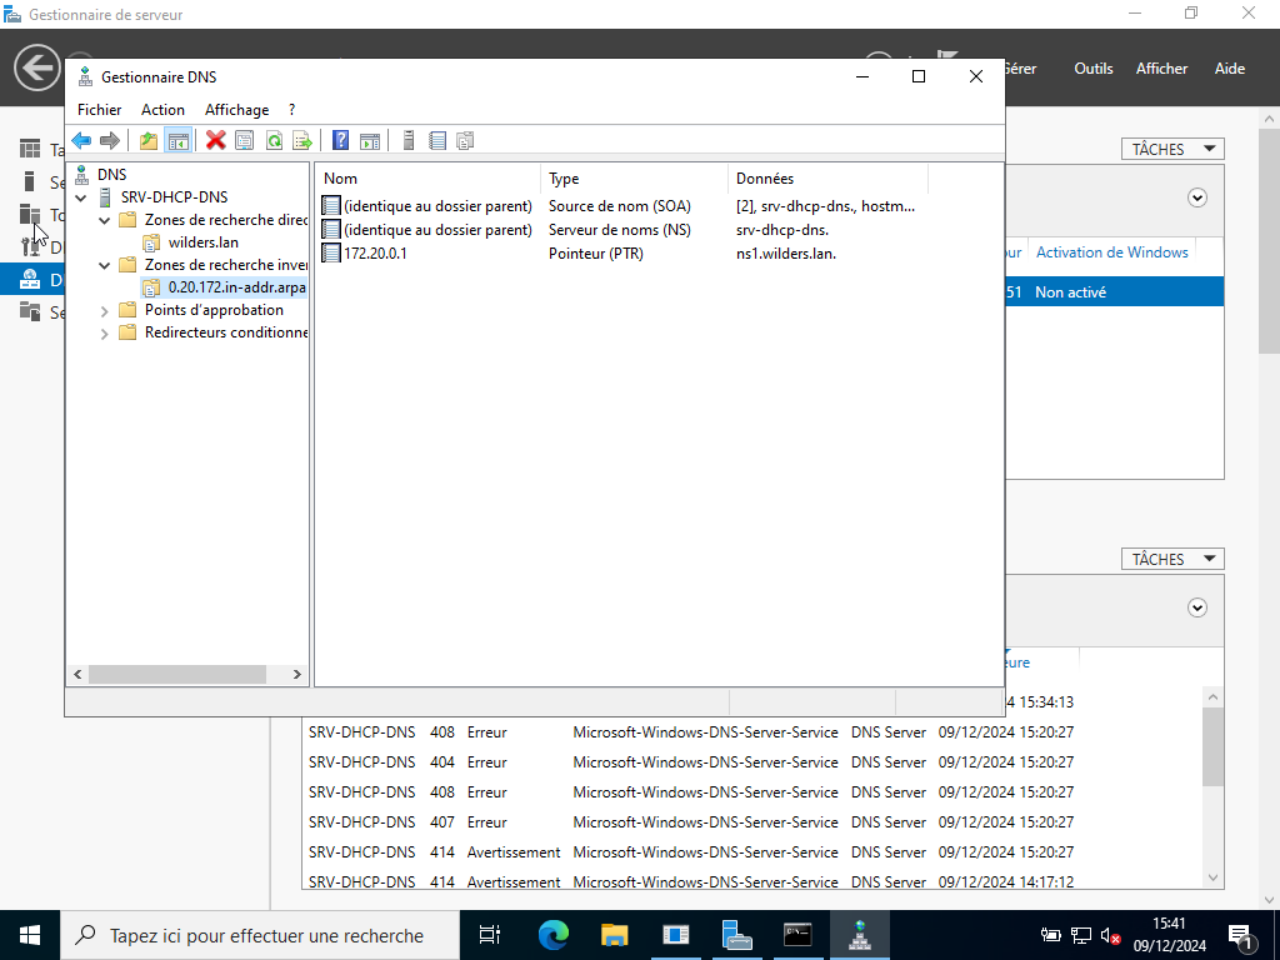 Gestionnaire de serveur
Outils
Afficher
Aide
Gestionnaire DNS
Fichier
Action
Affichage
?
DNS
SRV-DHCP-DNS
Zones de recherche direc
wilders.lan
Zones de recherche inver
0.20.172.in-addr.arpa
Points d'approbation
Redirecteurs conditionne
Nom Type Données
(identique au dossier parent) Source de nom (SOA) [2], srv-dhcp-dns., hostm...
(identique au dossier parent) Serveur de noms (NS) srv-dhcp-dns.
172.20.0.1 Pointeur (PTR) ns1.wilders.lan.
TÂCHES
our Activation de Windows
51 Non activé
TÂCHES
eure
4 15:34:13
SRV-DHCP-DNS 408 Erreur Microsoft-Windows-DNS-Server-Service DNS Server 09/12/2024 15:20:27
SRV-DHCP-DNS 404 Erreur Microsoft-Windows-DNS-Server-Service DNS Server 09/12/2024 15:20:27
SRV-DHCP-DNS 408 Erreur Microsoft-Windows-DNS-Server-Service DNS Server 09/12/2024 15:20:27
SRV-DHCP-DNS 407 Erreur Microsoft-Windows-DNS-Server-Service DNS Server 09/12/2024 15:20:27
SRV-DHCP-DNS 414 Avertissement Microsoft-Windows-DNS-Server-Service DNS Server 09/12/2024 15:20:27
SRV-DHCP-DNS 414 Avertissement Microsoft-Windows-DNS-Server-Service DNS Server 09/12/2024 14:17:12
Tapez ici pour effectuer une recherche
15:41
09/12/2024
1